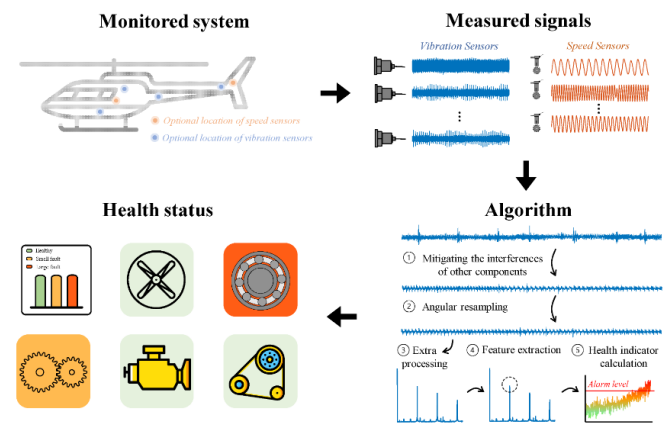 Monitored system
Optional location of speed sensors
Optional location of vibration sensors
Measured signals
Vibration Sensors
Speed Sensors
Health status
Healthy
Small fault
Large fault
Algorithm
1 Mitigating the interferences
of other components
2 Angular resampling
3 Extra
processing
4 Feature extraction
5 Health indicator
calculation
Alarm level